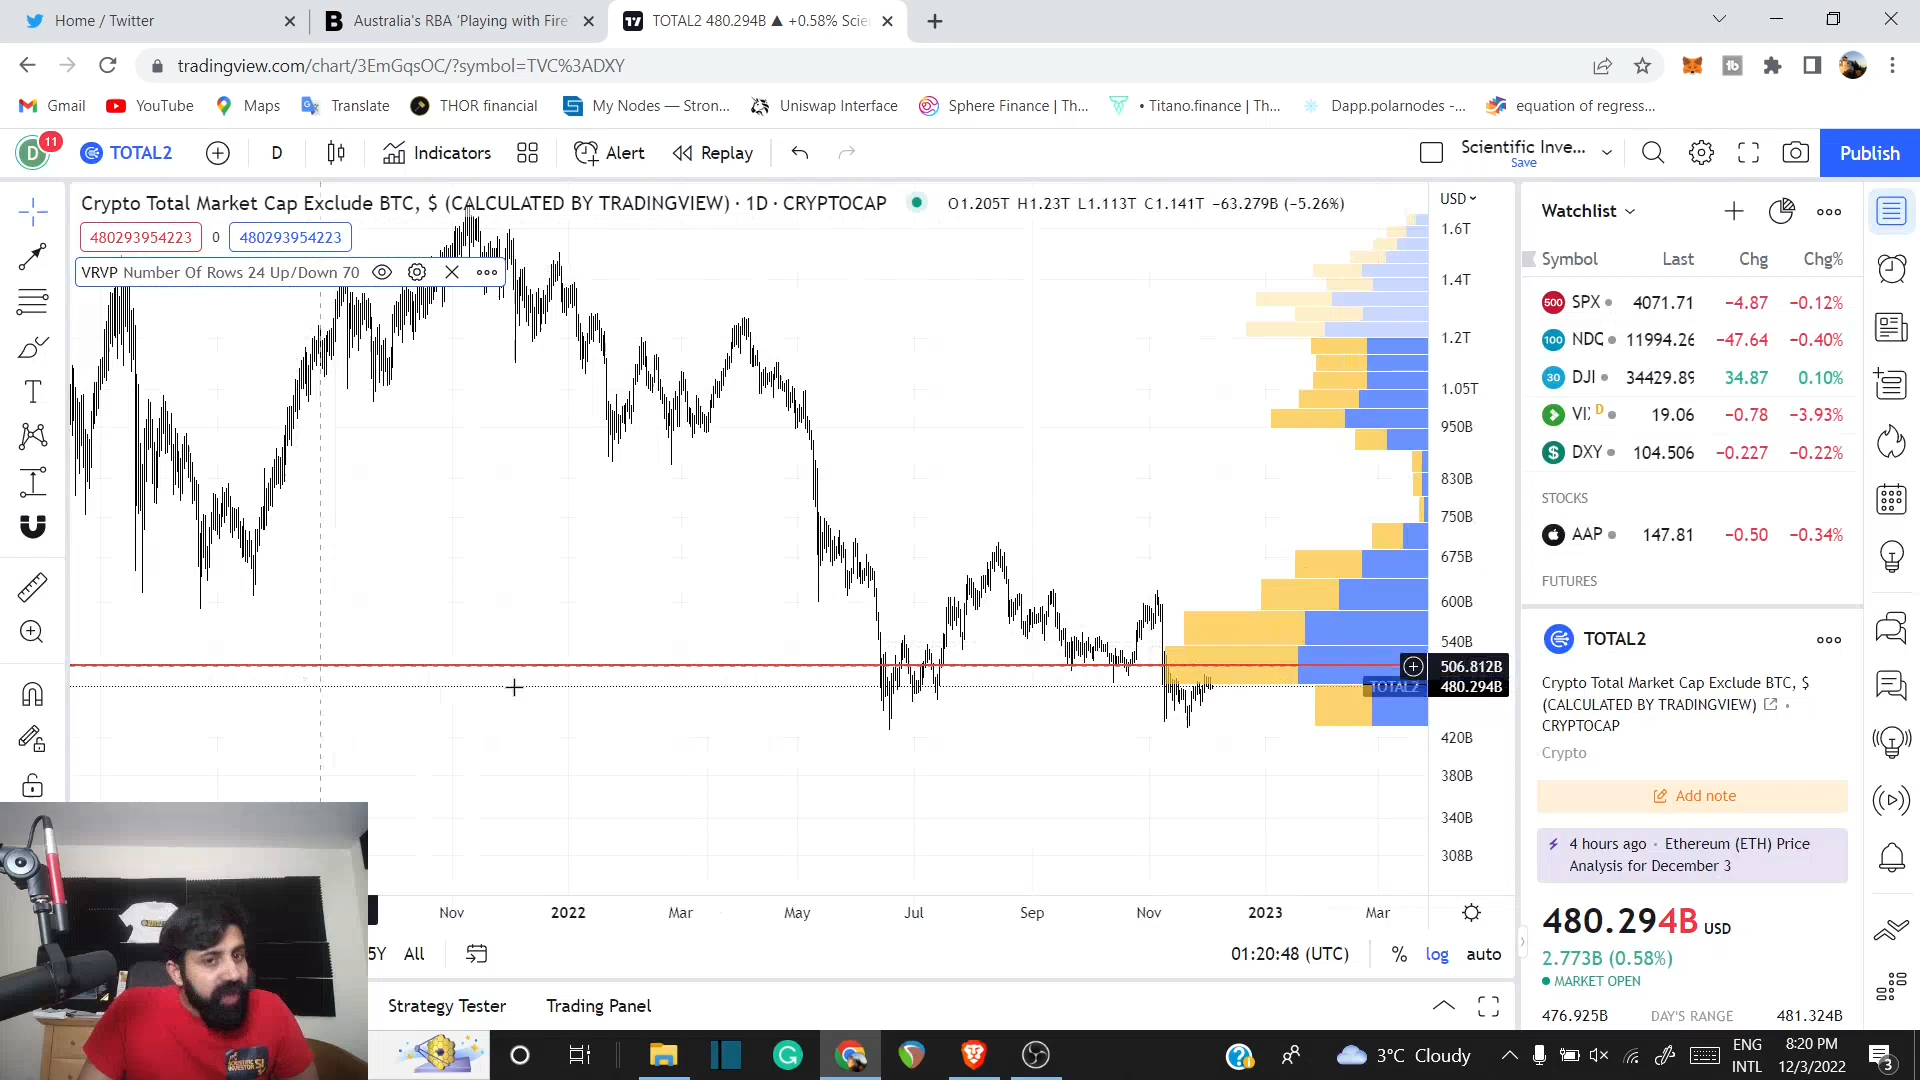 Home / Twitter
Australia's RBA 'Playing with Fire'
TOTAL2 480.294B ▲ +0.58% Scie
tradingview.com/chart/3EmGqsOC/?symbol=TVC%3ADXY
Gmail YouTube Maps Translate THOR financial My Nodes — Stron... Uniswap Interface Sphere Finance | Th... • Titano.finance | Th... Dapp.polarnodes -... equation of regress...
D 11 TOTAL2 D Indicators Alert Replay Scientific Inve... Save Publish
Crypto Total Market Cap Exclude BTC, $ (CALCULATED BY TRADINGVIEW) · 1D · CRYPTOCAP O1.205T H1.23T L1.113T C1.141T −63.279B (−5.26%)
480293954223 0 480293954223
VRVP Number Of Rows 24 Up/Down 70
USD
1.6T
1.4T
1.2T
1.05T
950B
830B
750B
675B
600B
540B
506.812B
TOTAL2 480.294B
420B
380B
340B
308B
Nov 2022 Mar May Jul Sep Nov 2023 Mar
5Y All 01:20:48 (UTC) % log auto
Strategy Tester Trading Panel
Watchlist
Symbol Last Chg Chg%
500 SPX 4071.71 −4.87 −0.12%
100 NDQ 11994.26 −47.64 −0.40%
30 DJI 34429.89 34.87 0.10%
VI D 19.06 −0.78 −3.93%
$ DXY 104.506 −0.227 −0.22%
STOCKS
AAP 147.81 −0.50 −0.34%
FUTURES
TOTAL2
Crypto Total Market Cap Exclude BTC, $
(CALCULATED BY TRADINGVIEW) •
CRYPTOCAP
Crypto
Add note
4 hours ago · Ethereum (ETH) Price
Analysis for December 3
480.294B USD
2.773B (0.58%)
MARKET OPEN
476.925B DAY'S RANGE 481.324B
3°C Cloudy
ENG
INTL
8:20 PM
12/3/2022
3